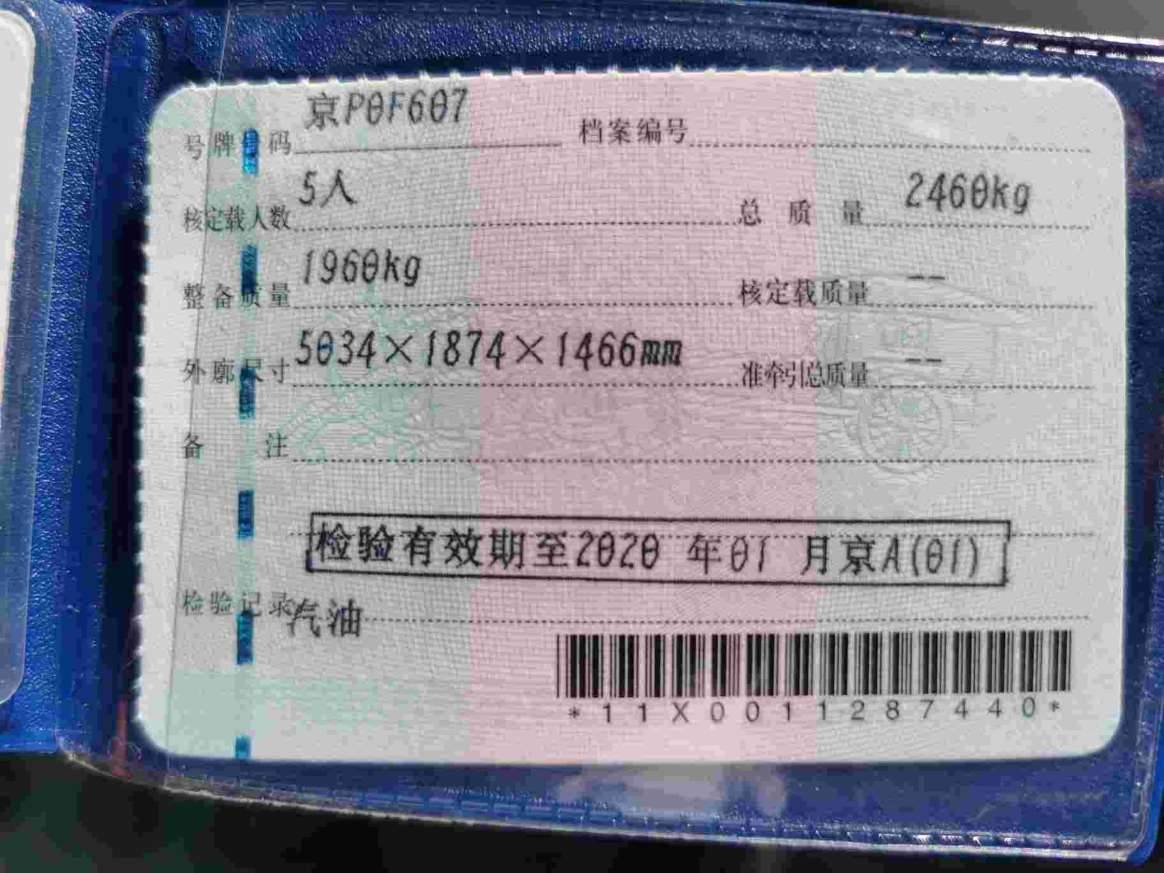 号牌号码 京P0F607 档案编号
核定载人数 5人 总质量 2460kg
整备质量 1960kg 核定载质量 --
外廓尺寸 5034×1874×1466mm 准牵引总质量 --
备注
检验有效期至2020 年01 月京A(01)
检验记录 汽油
*11X0011287440*